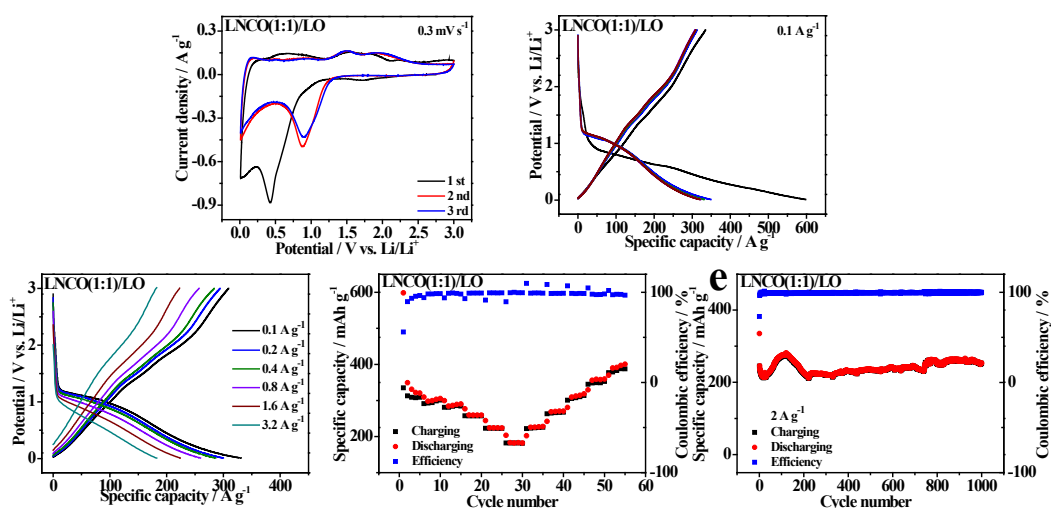 LNCO(1:1)/LO
0.3 mV s-1
0.3
0.0
-0.3
-0.6
-0.9
Current density / A g-1
1 st
2 nd
3 rd
0.0 0.5 1.0 1.5 2.0 2.5 3.0
Potential / V vs. Li/Li+
LNCO(1:1)/LO
0.1 A g-1
3
2
1
0
Potential / V vs. Li/Li+
0 100 200 300 400 500 600
Specific capacity / A g-1
LNCO(1:1)/LO
3
2
1
0
Potential / V vs. Li/Li+
0.1 A g-1
0.2 A g-1
0.4 A g-1
0.8 A g-1
1.6 A g-1
3.2 A g-1
0 100 200 300 400
Specific capacity / A g-1
LNCO(1:1)/LO
600
400
200
Specific capacity / mAh g-1
100
0
-100
Coulombic efficiency / %
Charging
Discharging
Efficiency
0 10 20 30 40 50 60
Cycle number
e
LNCO(1:1)/LO
400
200
0
Specific capacity / mAh g-1
100
0
-100
Coulombic efficiency / %
2 A g-1
Charging
Discharging
Efficiency
0 200 400 600 800 1000
Cycle number